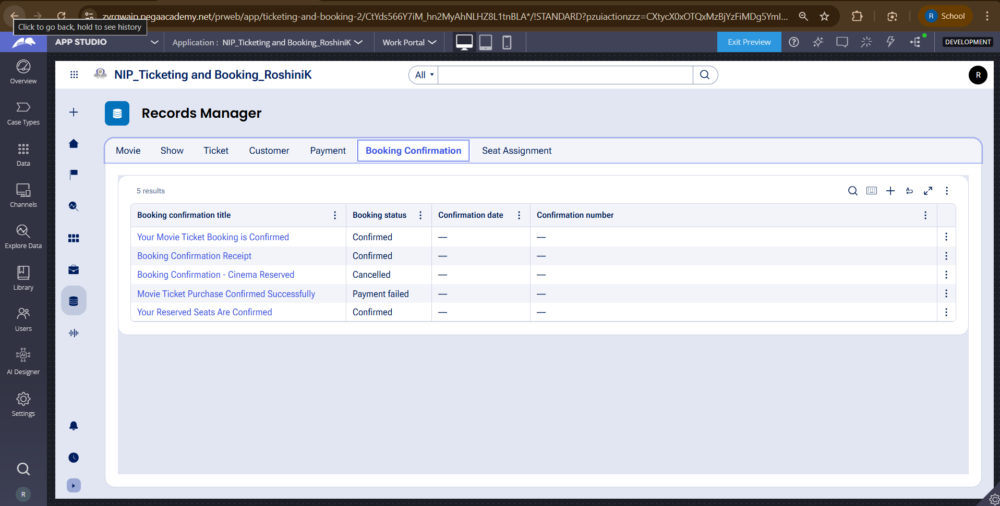 zyrgwaip.pegaacademy.net/prweb/app/ticketing-and-booking-2/CtYds566Y7iM_hn2MyAhNLHZ8L1tnBLA*/!STANDARD?pzuiactionzzz=CXtycX0xOTQxMzBjYzFiMDg5YmI...
R School
Click to go back, hold to see history
APP STUDIO
Application : NIP_Ticketing and Booking_RoshiniK
Work Portal
Exit Preview
DEVELOPMENT
Overview
Case Types
Data
Channels
Explore Data
Library
Users
AI
AI Designer
Settings
R
NIP_Ticketing and Booking_RoshiniK
All
R
Records Manager
Movie Show Ticket Customer Payment Booking Confirmation Seat Assignment
5 results
Booking confirmation title Booking status Confirmation date Confirmation number
Your Movie Ticket Booking is Confirmed Confirmed –– ––
Booking Confirmation Receipt Confirmed –– ––
Booking Confirmation - Cinema Reserved Cancelled –– ––
Movie Ticket Purchase Confirmed Successfully Payment failed –– ––
Your Reserved Seats Are Confirmed Confirmed –– ––